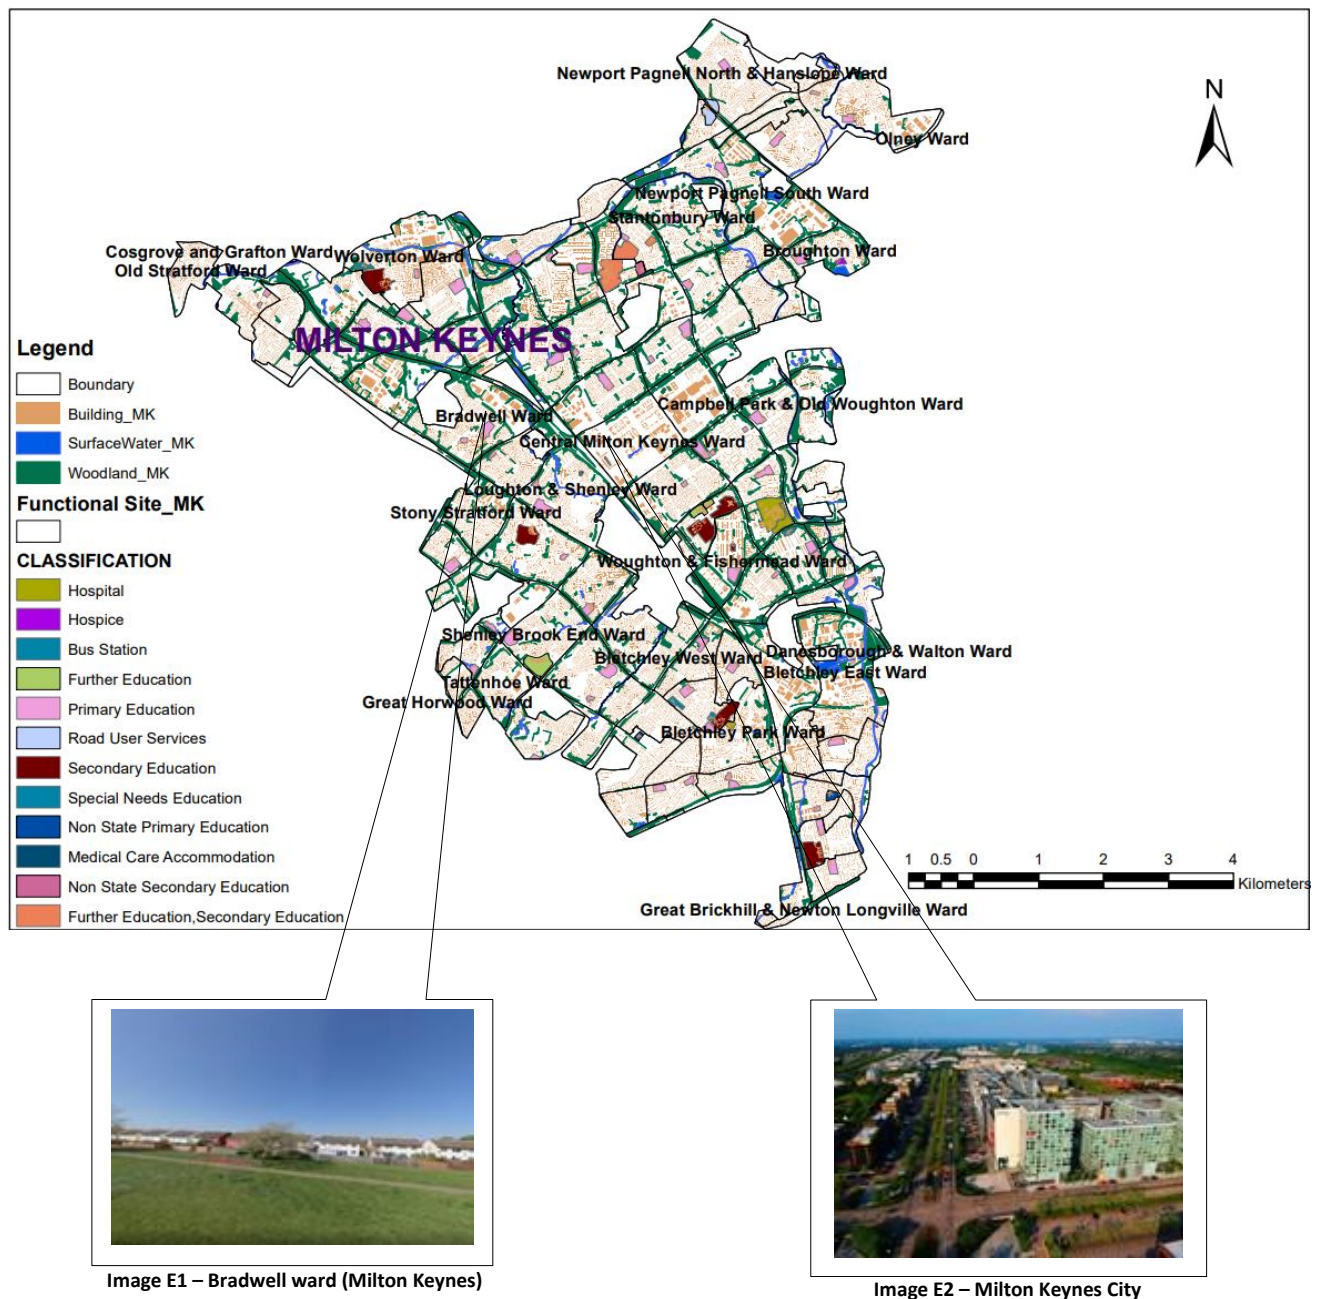 Newport Pagnell North & Hanslope Ward
N
Olney Ward
Newport Pagnell South Ward
Stantonbury Ward
Cosgrove and Grafton Ward
Wolverton Ward
Broughton Ward
Old Stratford Ward
MILTON KEYNES
Legend
Boundary
Building_MK
SurfaceWater_MK
Woodland_MK
Functional Site_MK
CLASSIFICATION
Hospital
Hospice
Bus Station
Further Education
Primary Education
Road User Services
Secondary Education
Special Needs Education
Non State Primary Education
Medical Care Accommodation
Non State Secondary Education
Further Education,Secondary Education
Campbell Park & Old Woughton Ward
Bradwell Ward
Central Milton Keynes Ward
Loughton & Shenley Ward
Stony Stratford Ward
Woughton & Fishermead Ward
Shenley Brook End Ward
Danesborough & Walton Ward
Bletchley West Ward
Bletchley East Ward
Tattenhoe Ward
Great Horwood Ward
Bletchley Park Ward
1 0.5 0 1 2 3 4
Kilometers
Great Brickhill & Newton Longville Ward
Image E1 – Bradwell ward (Milton Keynes)
Image E2 – Milton Keynes City